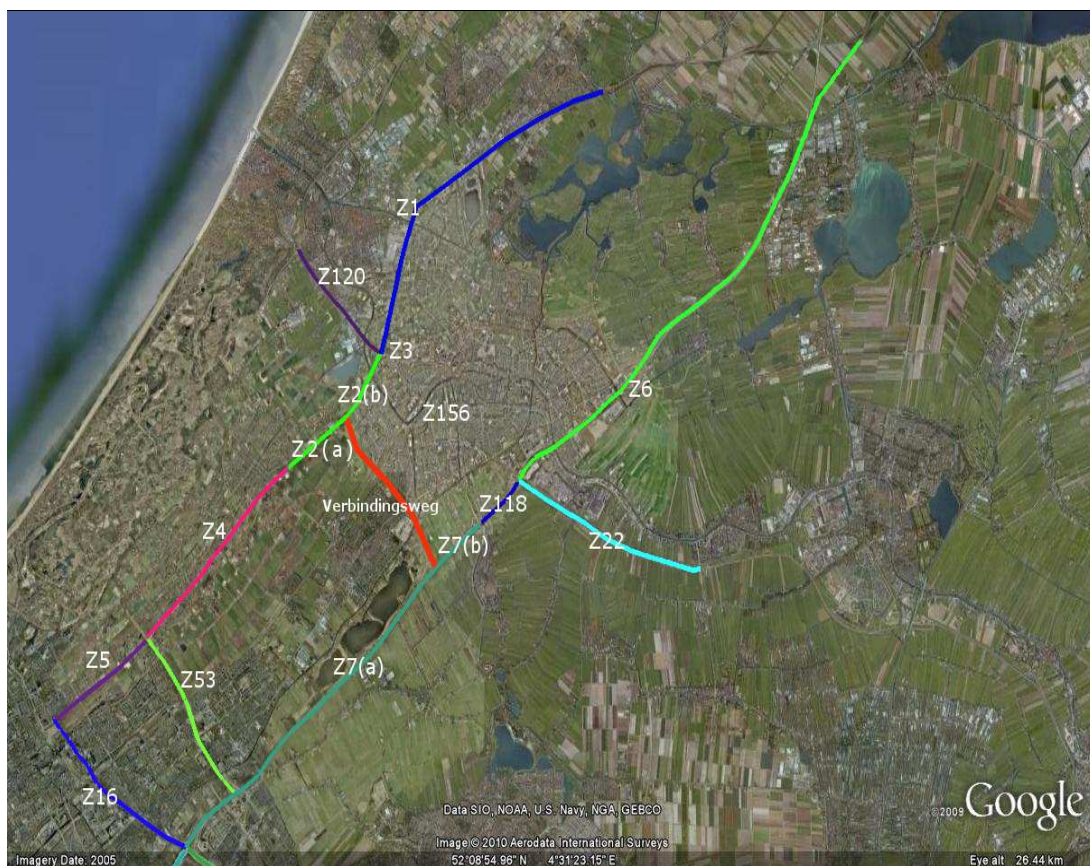 Z1
Z120
Z3
Z2(b)
Z6
Z156
Z2(a)
Verbindingsweg
Z118
Z4
Z7(b)
Z22
Z5
Z53
Z7(a)
Z16
Data SIO, NOAA, U.S. Navy, NGA, GEBCO
©2009 Google
Image © 2010 Aerodata International Surveys
Imagery Date: 2005
52°08'54.96" N 4°31'23.15" E
Eye alt 26.44 km